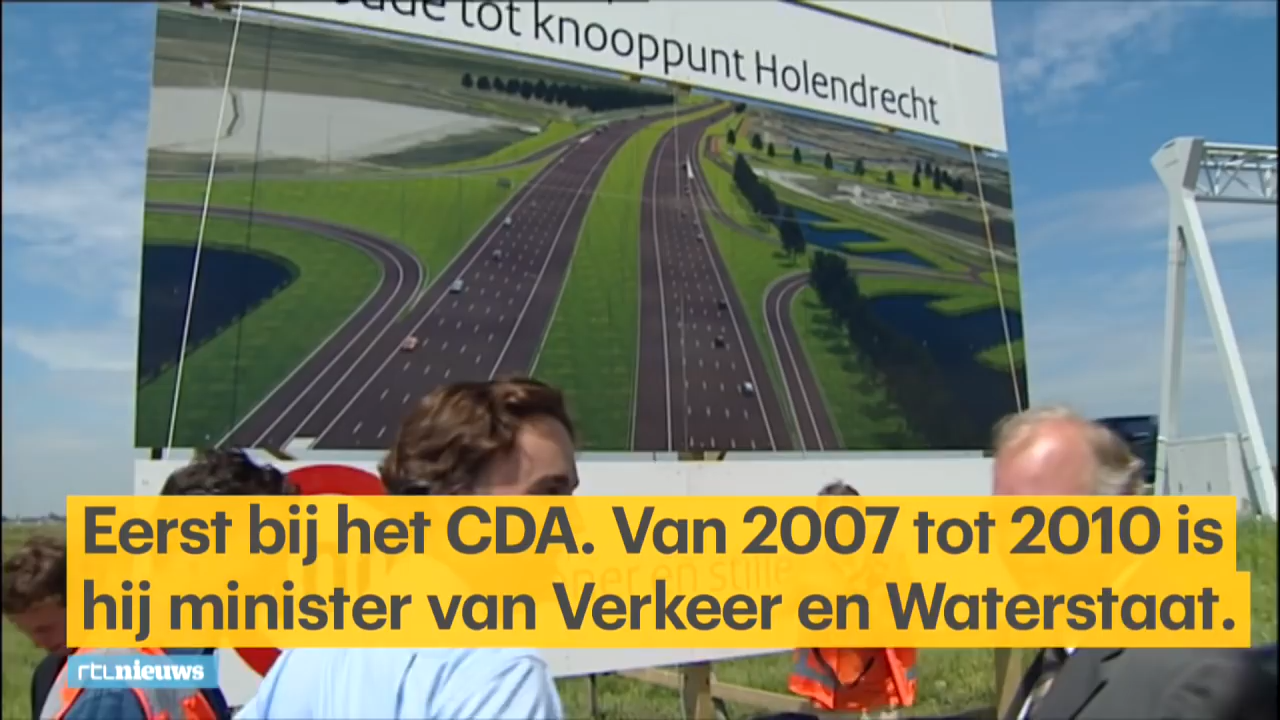 tot knooppunt Holendrecht
Eerst bij het CDA. Van 2007 tot 2010 is
hij minister van Verkeer en Waterstaat.
rtlnieuws